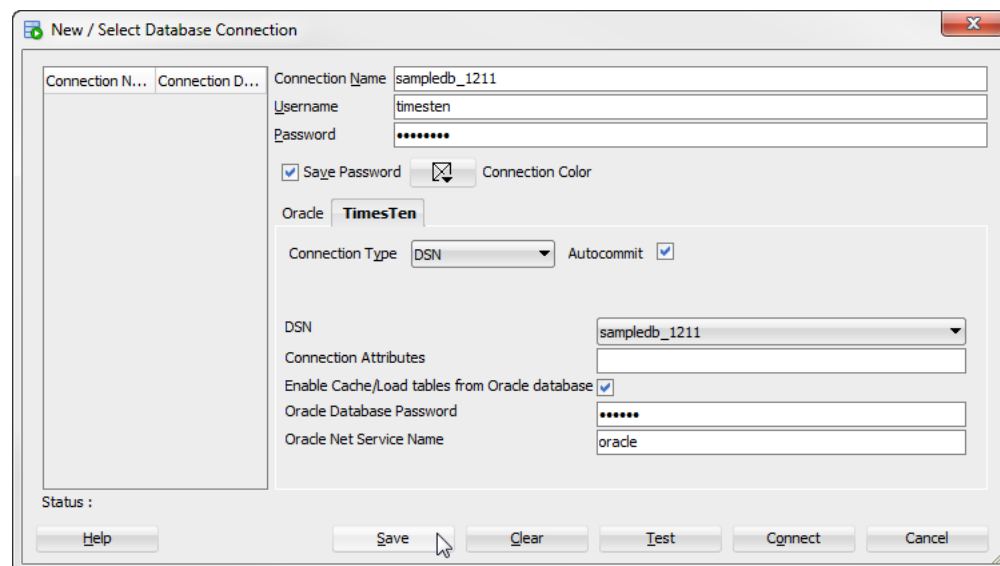 New / Select Database Connection
Connection N... Connection D...
Connection Name sampledb_1211
Username timesten
Password ••••••••
Save Password Connection Color
Oracle TimesTen
Connection Type DSN Autocommit
DSN sampledb_1211
Connection Attributes
Enable Cache/Load tables from Oracle database
Oracle Database Password ••••••
Oracle Net Service Name oracle
Status :
Help Save Clear Test Connect Cancel